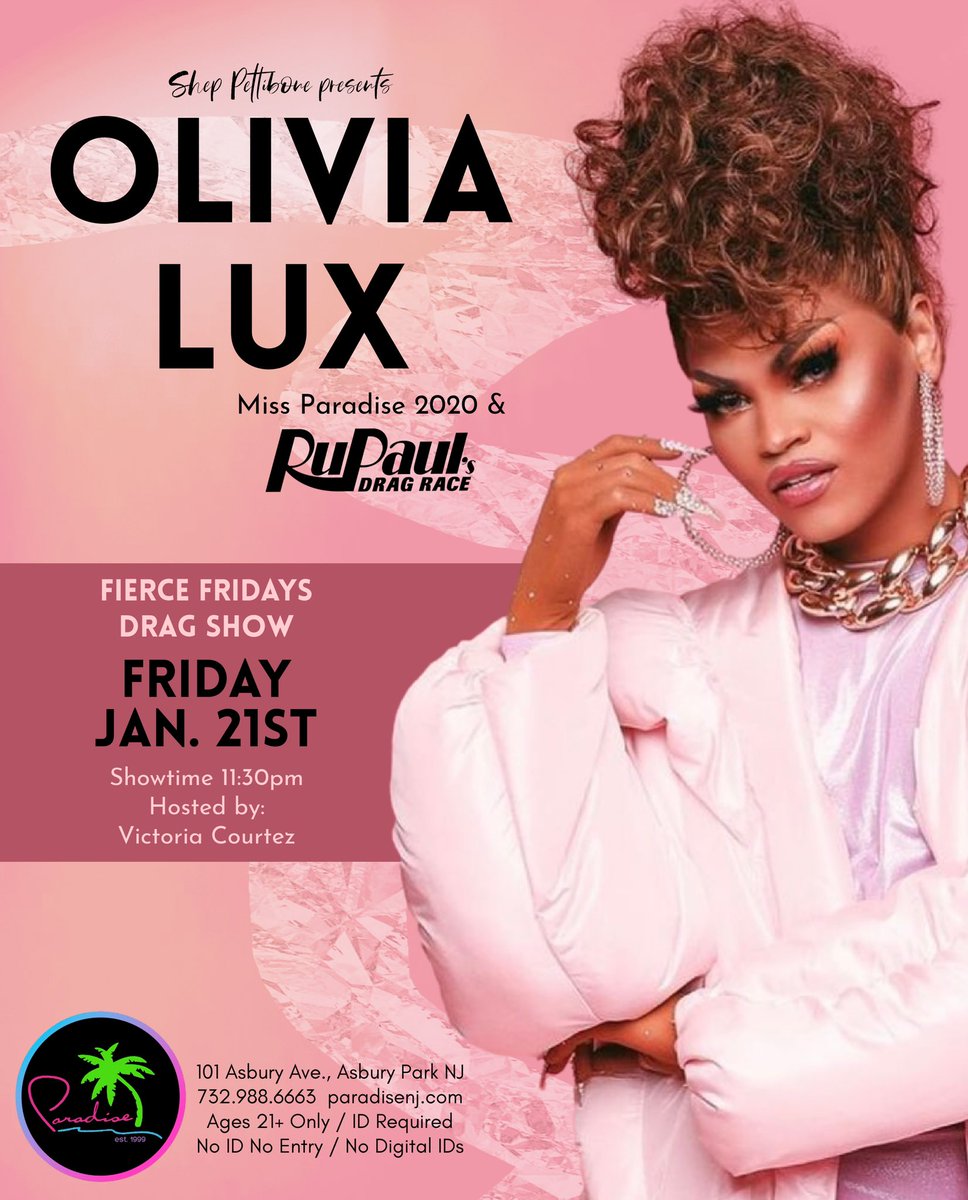 Shep Pettibone presents
OLIVIA
LUX
Miss Paradise 2020 &
RuPaul's
DRAG RACE
FIERCE FRIDAYS
DRAG SHOW
FRIDAY
JAN. 21ST
Showtime 11:30pm
Hosted by:
Victoria Courtez
Paradise
est. 1999
101 Asbury Ave., Asbury Park NJ
732.988.6663 paradisenj.com
Ages 21+ Only / ID Required
No ID No Entry / No Digital IDs